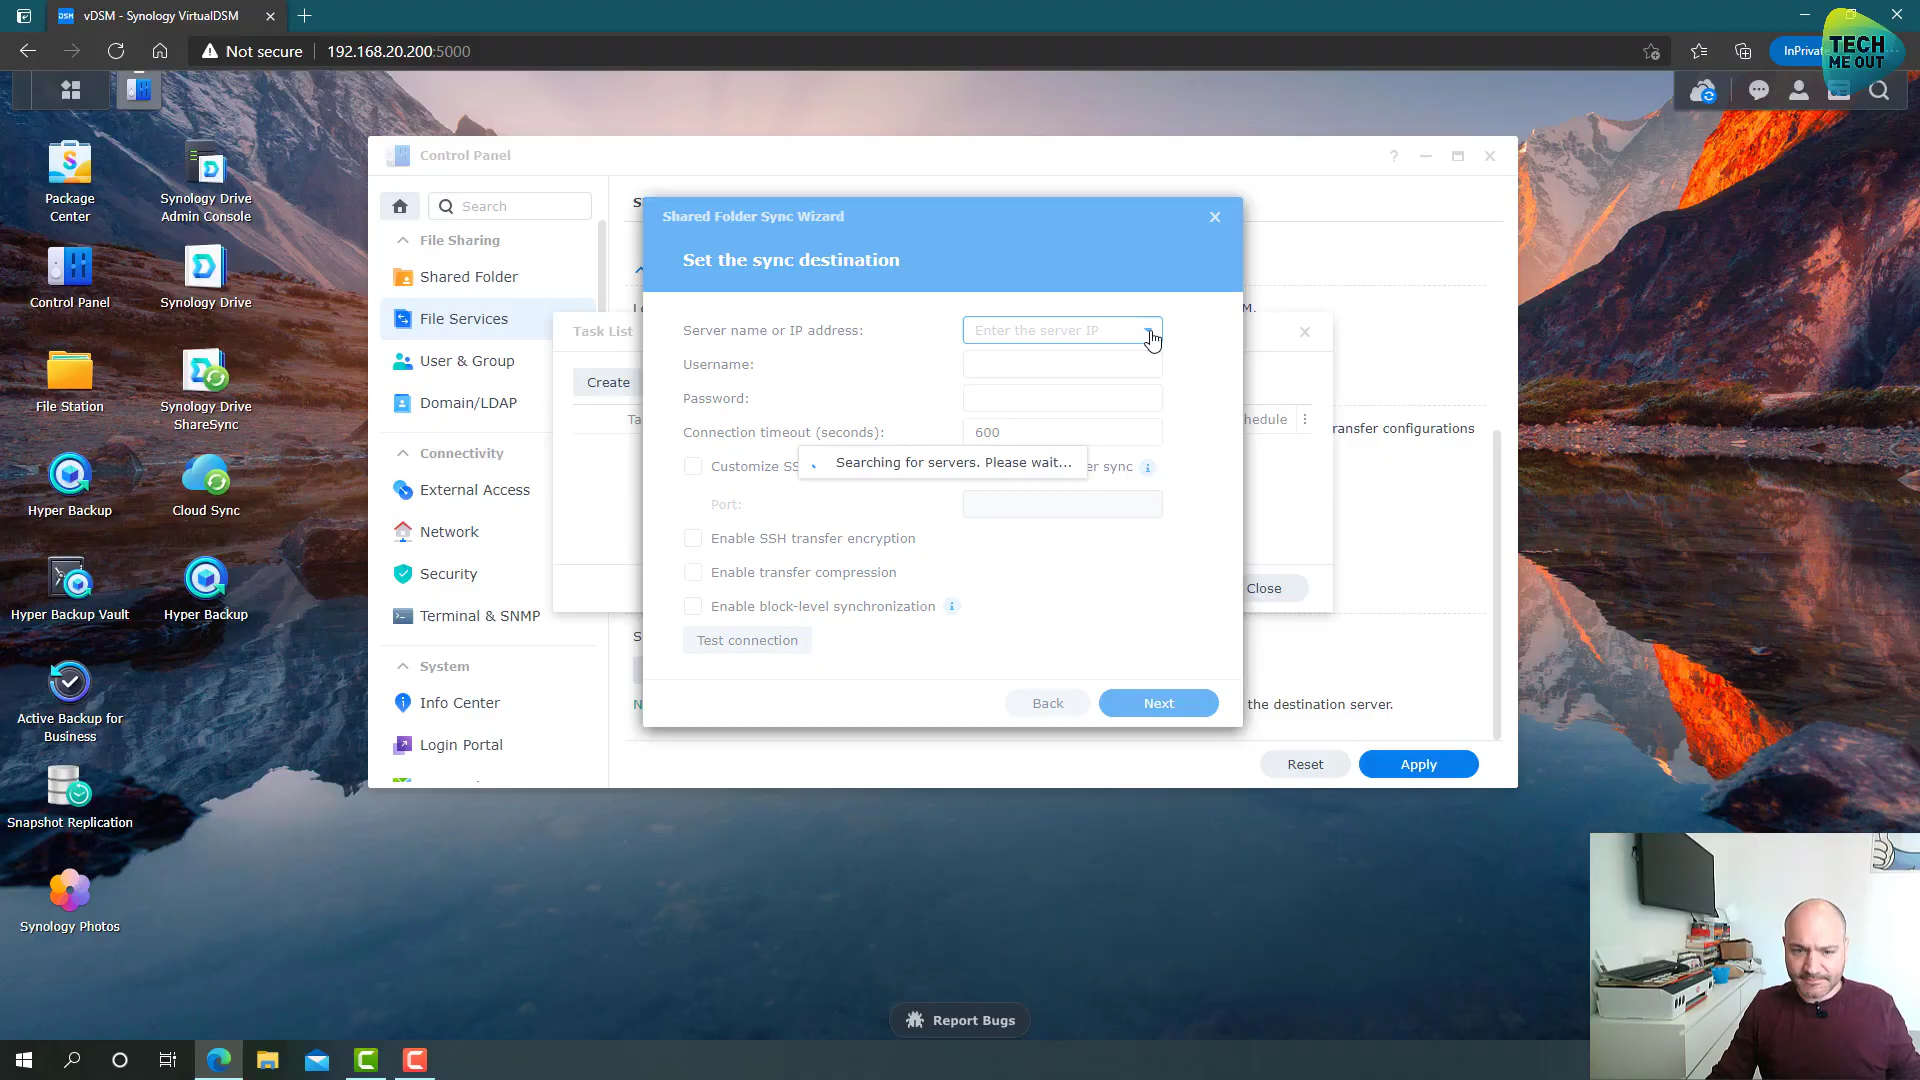 vDSM - Synology VirtualDSM
Not secure
192.168.20.200:5000
InPrivate
TECH
ME OUT
Package
Center
Synology Drive
Admin Console
Control Panel
Synology Drive
File Station
Synology Drive
ShareSync
Hyper Backup
Cloud Sync
Hyper Backup Vault
Hyper Backup
Active Backup for
Business
Snapshot Replication
Synology Photos
Control Panel
Search
File Sharing
Shared Folder
File Services
User & Group
Domain/LDAP
Connectivity
External Access
Network
Security
Terminal & SNMP
System
Info Center
Login Portal
Task List
Create
Ta
hedule
ransfer configurations
M.
Close
the destination server.
Reset
Apply
Shared Folder Sync Wizard
Set the sync destination
Server name or IP address:
Enter the server IP
Username:
Password:
Connection timeout (seconds):
600
Customize SS
er sync
Searching for servers. Please wait...
Port:
Enable SSH transfer encryption
Enable transfer compression
Enable block-level synchronization
Test connection
Back
Next
Report Bugs